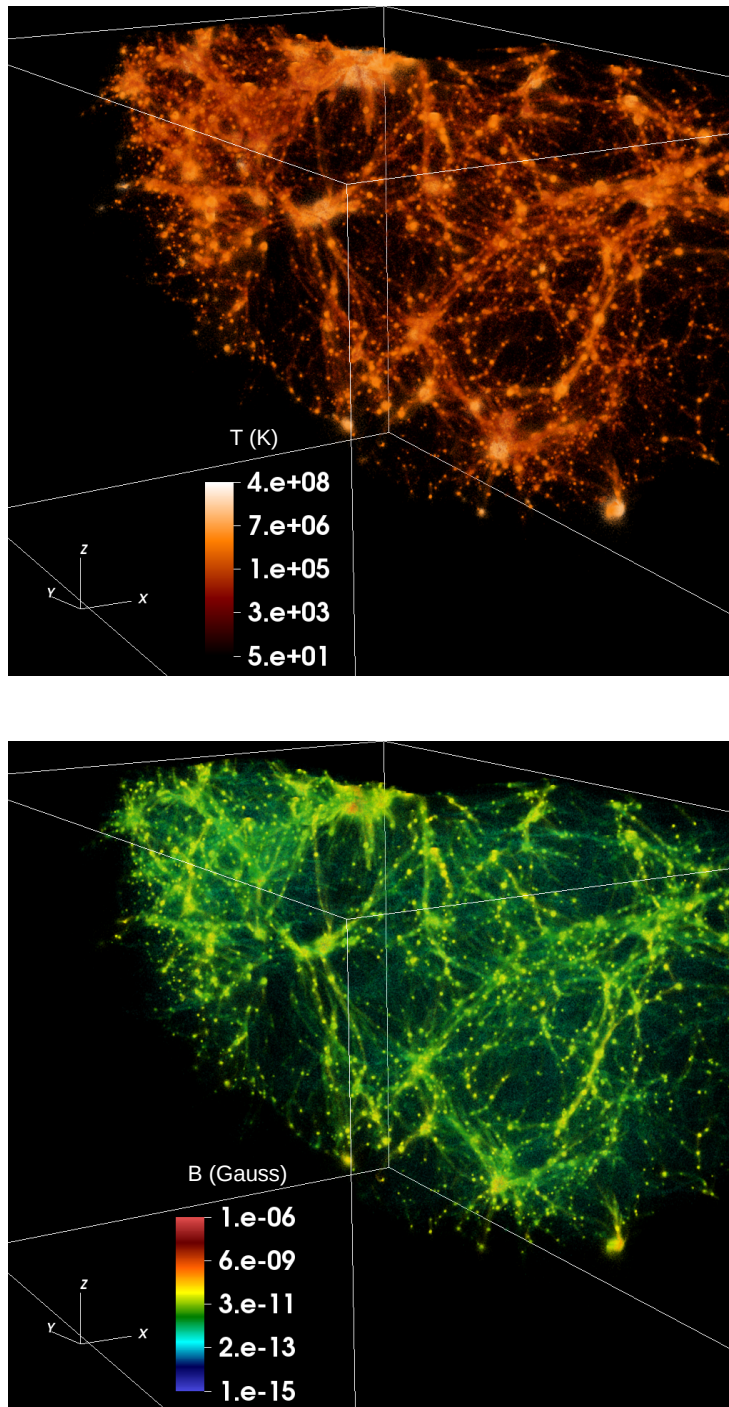 T (K)
4.e+08
7.e+06
1.e+05
3.e+03
5.e+01
Z
Y
X
B (Gauss)
1.e-06
6.e-09
3.e-11
2.e-13
1.e-15
Z
Y
X